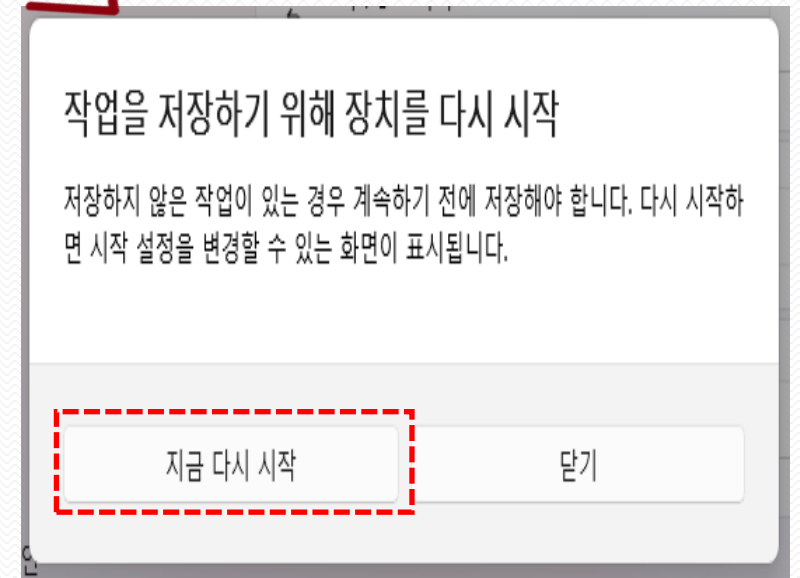 작업을 저장하기 위해 장치를 다시 시작
저장하지 않은 작업이 있는 경우 계속하기 전에 저장해야 합니다. 다시 시작하
면 시작 설정을 변경할 수 있는 화면이 표시됩니다.
지금 다시 시작
닫기